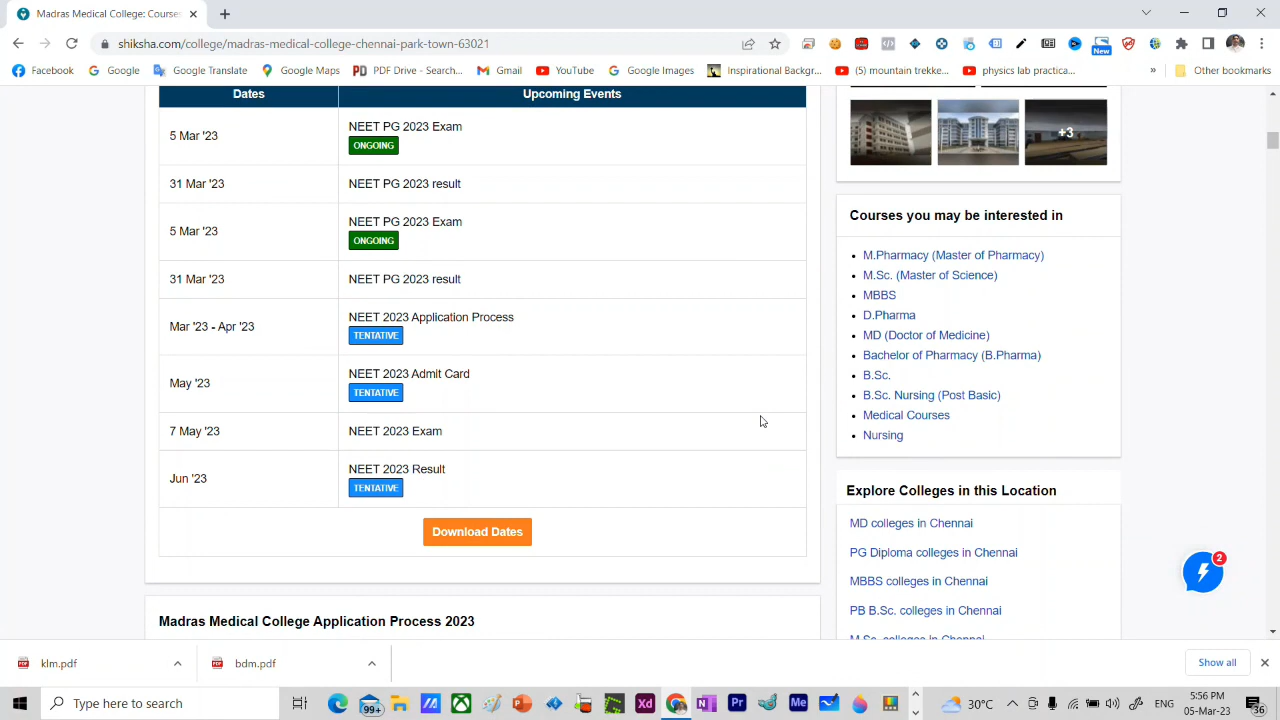 Madras Medical College: Course
shiksha.com/college/madras-medical-college-chennai-park-town-63021
New
Facebook
Google
Google Translate
Google Maps
PDF Drive - Search...
Gmail
YouTube
Google Images
Inspirational Backgr...
(5) mountain trekke...
physics lab practica...
»
Other bookmarks
Dates Upcoming Events
5 Mar '23 NEET PG 2023 Exam
ONGOING
31 Mar '23 NEET PG 2023 result
5 Mar '23 NEET PG 2023 Exam
ONGOING
31 Mar '23 NEET PG 2023 result
Mar '23 - Apr '23 NEET 2023 Application Process
TENTATIVE
May '23 NEET 2023 Admit Card
TENTATIVE
7 May '23 NEET 2023 Exam
Jun '23 NEET 2023 Result
TENTATIVE
Download Dates
Madras Medical College Application Process 2023
+3
Courses you may be interested in
M.Pharmacy (Master of Pharmacy)
M.Sc. (Master of Science)
MBBS
D.Pharma
MD (Doctor of Medicine)
Bachelor of Pharmacy (B.Pharma)
B.Sc.
B.Sc. Nursing (Post Basic)
Medical Courses
Nursing
Explore Colleges in this Location
MD colleges in Chennai
PG Diploma colleges in Chennai
MBBS colleges in Chennai
PB B.Sc. colleges in Chennai
M.Sc. colleges in Chennai
2
klm.pdf
bdm.pdf
Show all
Type here to search
99+
Xd
Pr
Me
30°C
ENG
5:56 PM
05-Mar-23
36